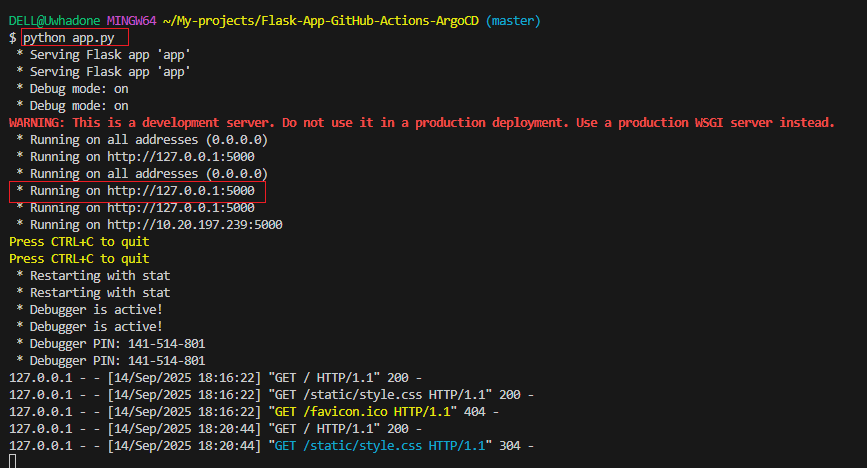 DELL@Uwhadone MINGW64 ~/My-projects/Flask-App-GitHub-Actions-ArgoCD (master)
$ python app.py
 * Serving Flask app 'app'
 * Serving Flask app 'app'
 * Debug mode: on
 * Debug mode: on
WARNING: This is a development server. Do not use it in a production deployment. Use a production WSGI server instead.
 * Running on all addresses (0.0.0.0)
 * Running on http://127.0.0.1:5000
 * Running on all addresses (0.0.0.0)
 * Running on http://127.0.0.1:5000
 * Running on http://127.0.0.1:5000
 * Running on http://10.20.197.239:5000
Press CTRL+C to quit
Press CTRL+C to quit
 * Restarting with stat
 * Restarting with stat
 * Debugger is active!
 * Debugger is active!
 * Debugger PIN: 141-514-801
 * Debugger PIN: 141-514-801
127.0.0.1 - - [14/Sep/2025 18:16:22] "GET / HTTP/1.1" 200 -
127.0.0.1 - - [14/Sep/2025 18:16:22] "GET /static/style.css HTTP/1.1" 200 -
127.0.0.1 - - [14/Sep/2025 18:16:22] "GET /favicon.ico HTTP/1.1" 404 -
127.0.0.1 - - [14/Sep/2025 18:20:44] "GET / HTTP/1.1" 200 -
127.0.0.1 - - [14/Sep/2025 18:20:44] "GET /static/style.css HTTP/1.1" 304 -